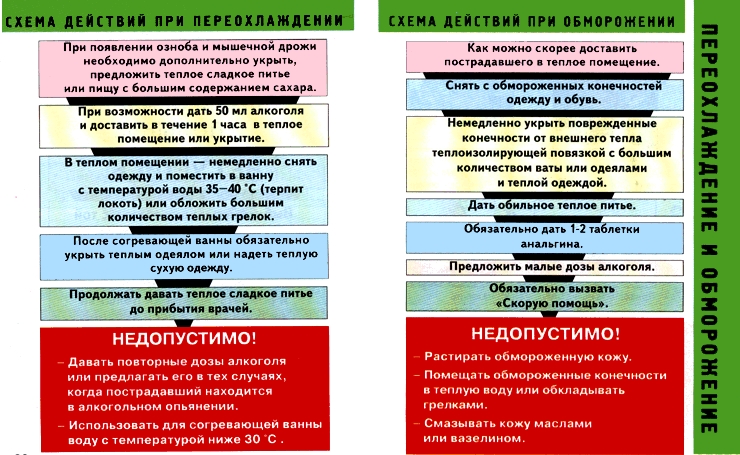 СХЕМА ДЕЙСТВИЙ ПРИ ПЕРЕОХЛАЖДЕНИИ
При появлении озноба и мышечной дрожи
необходимо дополнительно укрыть,
предложить теплое сладкое питье
или пищу с большим содержанием сахара.
При возможности дать 50 мл алкоголя
и доставить в течение 1 часа в теплое
помещение или укрытие.
В теплом помещении — немедленно снять
одежду и поместить в ванну
с температурой воды 35—40 °С (терпит
локоть) или обложить большим
количеством теплых грелок.
После согревающей ванны обязательно
укрыть теплым одеялом или надеть теплую
сухую одежду.
Продолжать давать теплое сладкое питье
до прибытия врачей.
НЕДОПУСТИМО!
– Давать повторные дозы алкоголя
или предлагать его в тех случаях,
когда пострадавший находится
в алкогольном опьянении.
– Использовать для согревающей ванны
воду с температурой ниже 30 °С .
СХЕМА ДЕЙСТВИЙ ПРИ ОБМОРОЖЕНИИ
Как можно скорее доставить
пострадавшего в теплое помещение.
Снять с обмороженных конечностей
одежду и обувь.
Немедленно укрыть поврежденные
конечности от внешнего тепла
теплоизолирующей повязкой с большим
количеством ваты или одеялами
и теплой одеждой.
Дать обильное теплое питье.
Обязательно дать 1-2 таблетки
анальгина.
Предложить малые дозы алкоголя.
Обязательно вызвать
«Скорую помощь».
НЕДОПУСТИМО!
– Растирать обмороженную кожу.
– Помещать обмороженные конечности
в теплую воду или обкладывать
грелками.
– Смазывать кожу маслами
или вазелином.
ПЕРЕОХЛАЖДЕНИЕ И ОБМОРОЖЕНИЕ